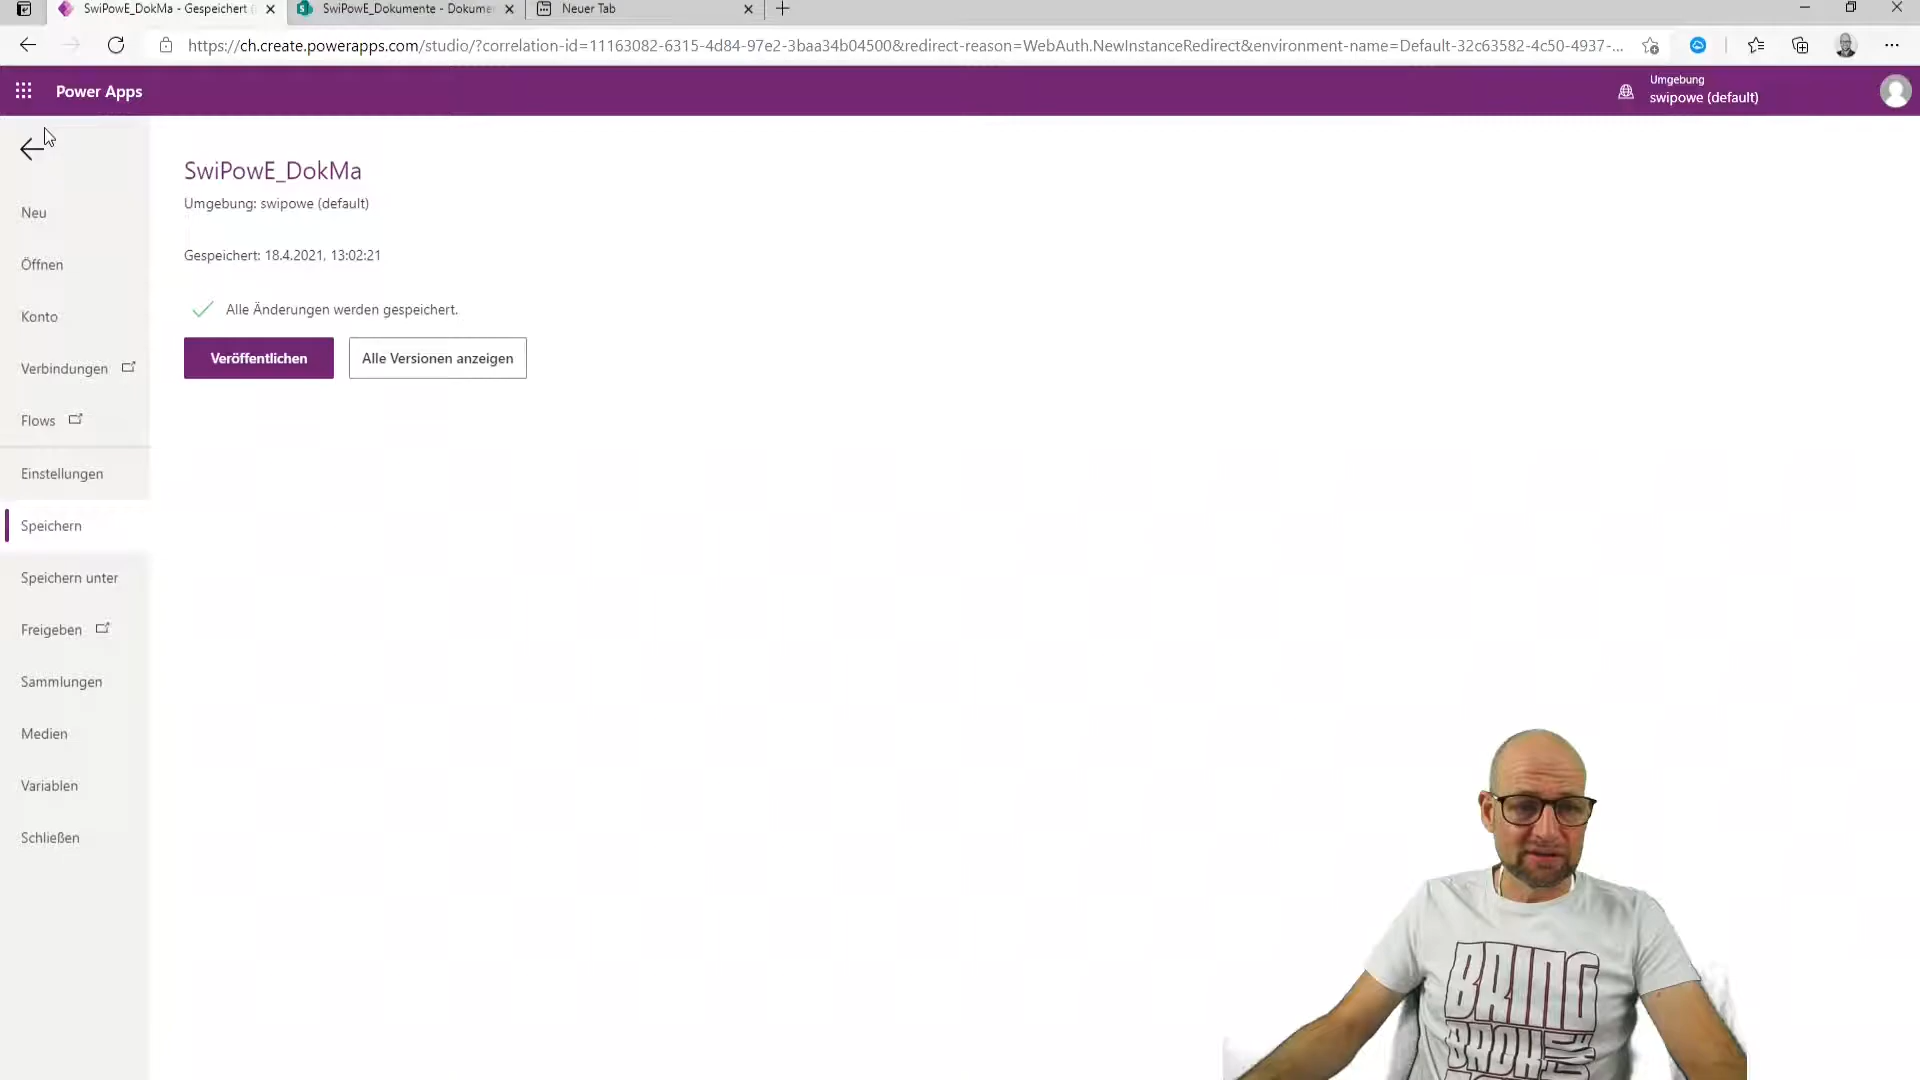 SwiPowE_DokMa - Gespeichert
SwiPowE_Dokumente - Dokume
Neuer Tab
https://ch.create.powerapps.com/studio/?correlation-id=11163082-6315-4d84-97e2-3baa34b04500&redirect-reason=WebAuth.NewInstanceRedirect&environment-name=Default-32c63582-4c50-4937-...
Power Apps
Umgebung
swipowe (default)
SwiPowE_DokMa
Umgebung: swipowe (default)
Neu
Gespeichert: 18.4.2021, 13:02:21
Öffnen
Alle Änderungen werden gespeichert.
Konto
Veröffentlichen
Alle Versionen anzeigen
Verbindungen
Flows
Einstellungen
Speichern
Speichern unter
Freigeben
Sammlungen
Medien
Variablen
Schließen
BRING